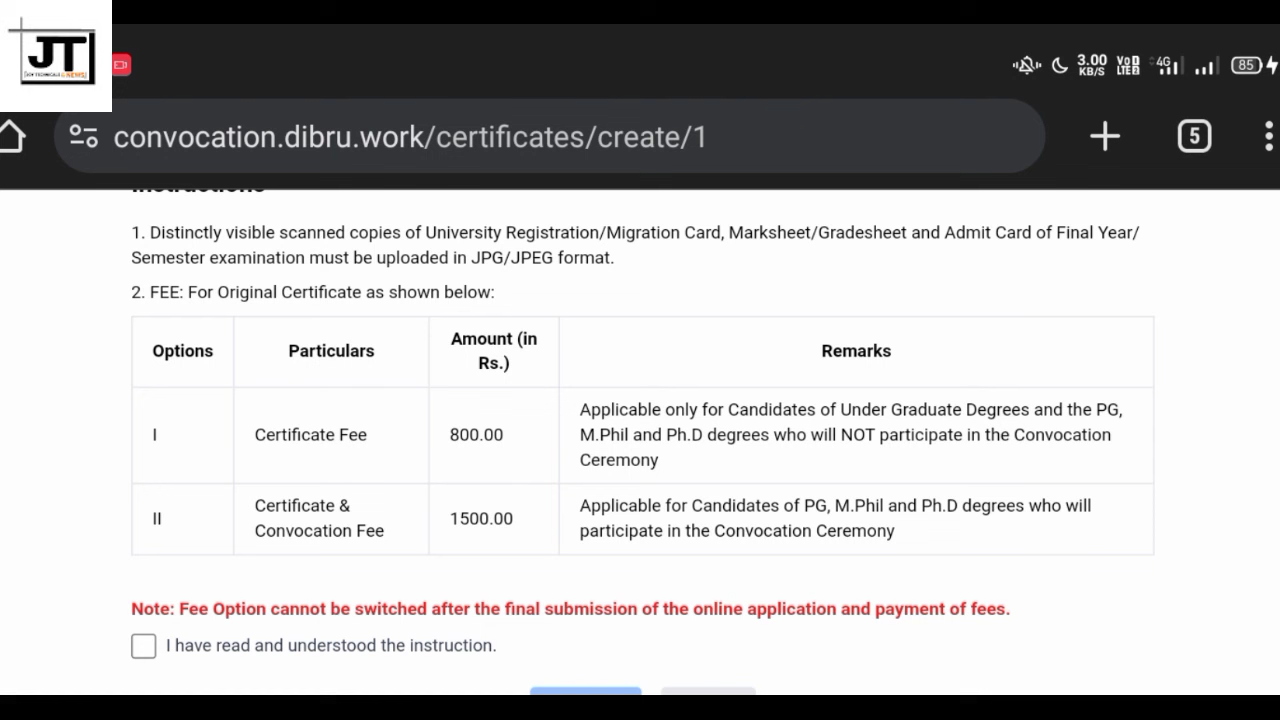 JT
3.00
KB/S
Vo
LTE 2
4G
85
convocation.dibru.work/certificates/create/1
5
Instructions
1. Distinctly visible scanned copies of University Registration/Migration Card, Marksheet/Gradesheet and Admit Card of Final Year/
Semester examination must be uploaded in JPG/JPEG format.
2. FEE: For Original Certificate as shown below:
Options
Particulars
Amount (in
Rs.)
Remarks
I
Certificate Fee
800.00
Applicable only for Candidates of Under Graduate Degrees and the PG,
M.Phil and Ph.D degrees who will NOT participate in the Convocation
Ceremony
II
Certificate &
Convocation Fee
1500.00
Applicable for Candidates of PG, M.Phil and Ph.D degrees who will
participate in the Convocation Ceremony
Note: Fee Option cannot be switched after the final submission of the online application and payment of fees.
I have read and understood the instruction.